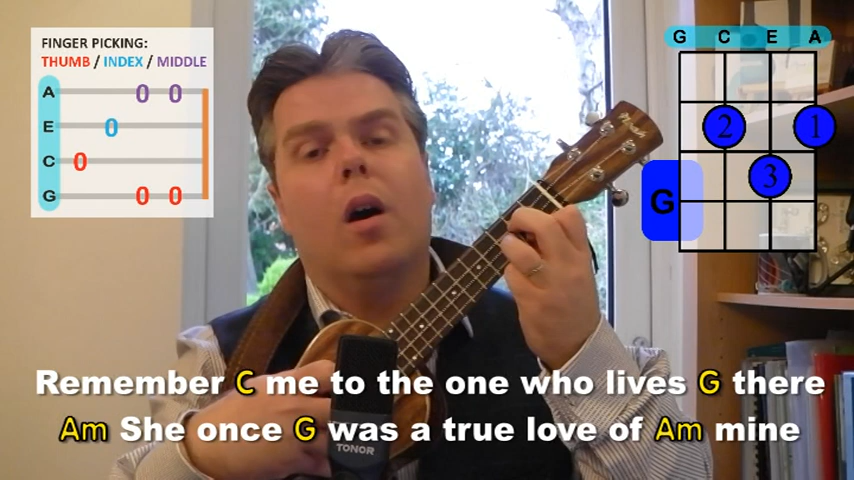 FINGER PICKING:
THUMB / INDEX / MIDDLE
A 0 0
E 0
C 0
G 0 0
G C E A
2 1
3
G
Fender
TONOR
Remember C me to the one who lives G there
Am She once G was a true love of Am mine